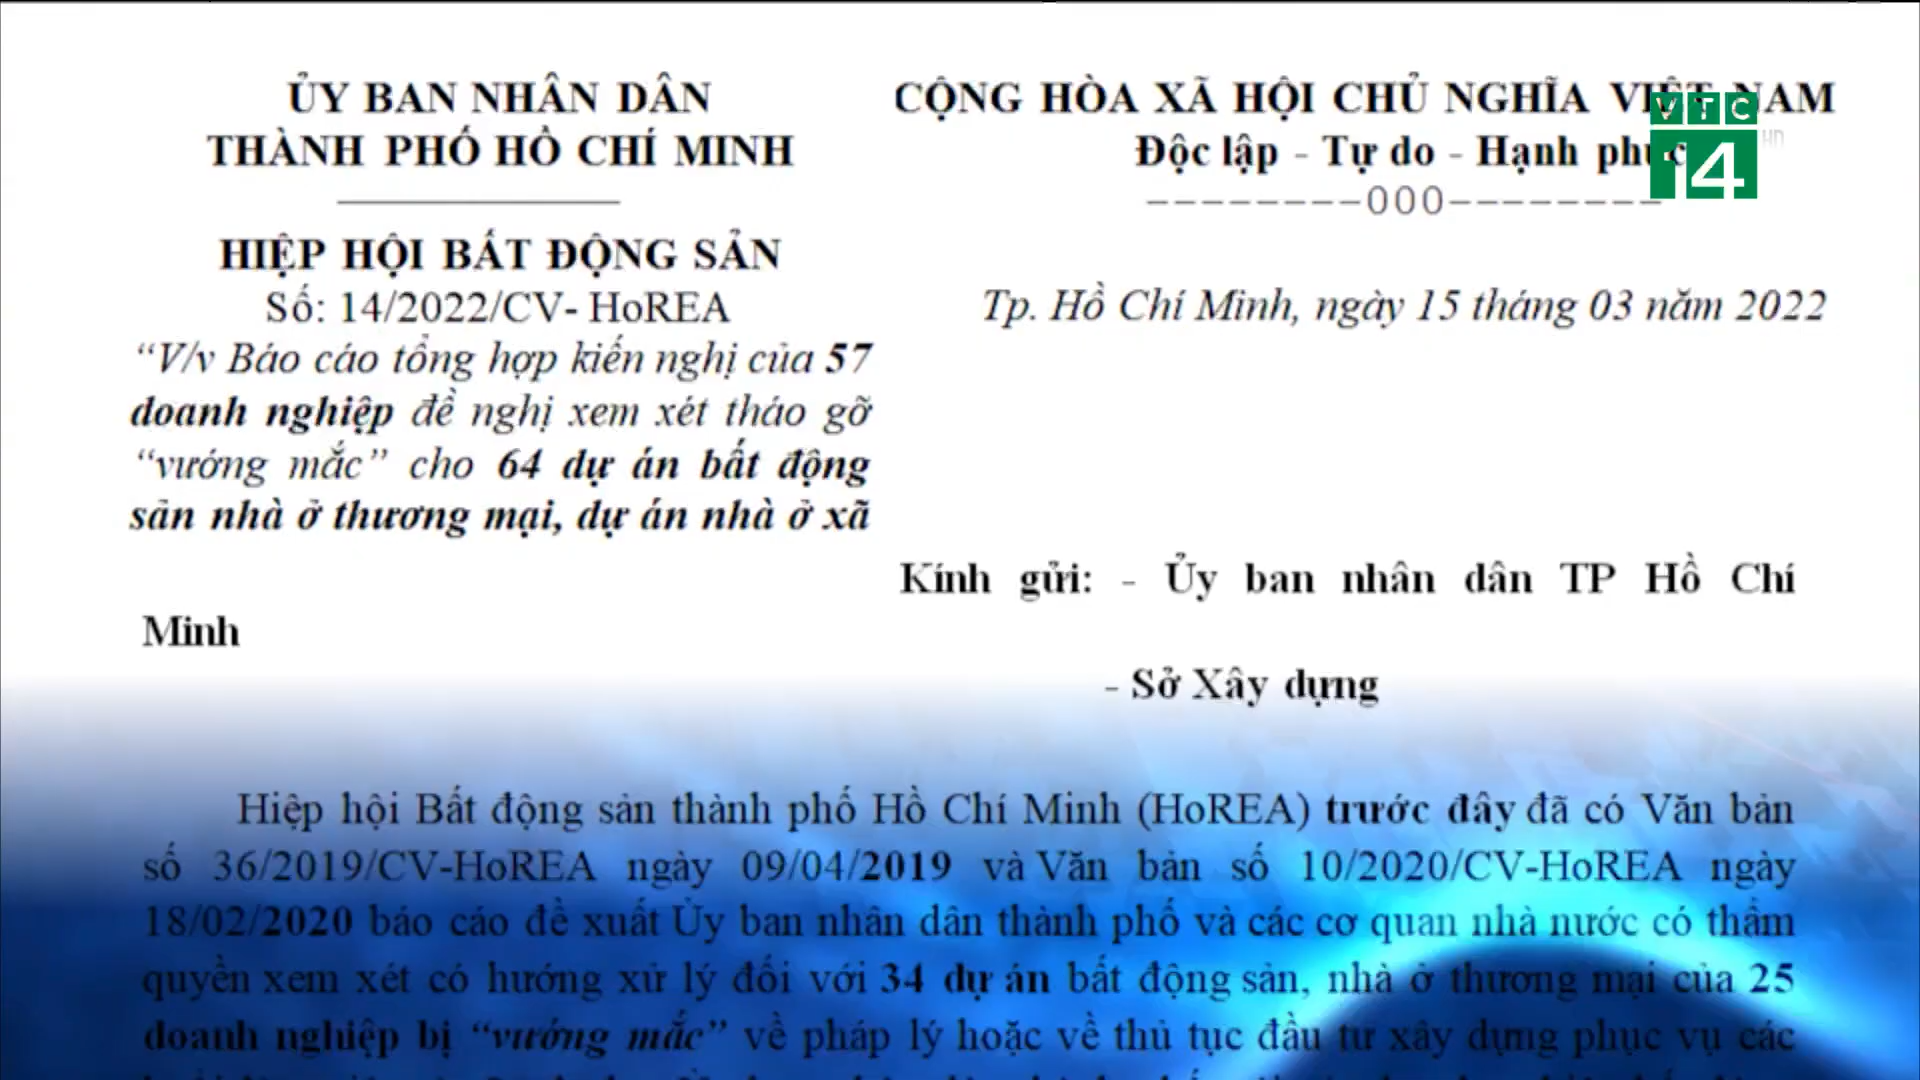 ỦY BAN NHÂN DÂN
THÀNH PHỐ HỒ CHÍ MINH
HIỆP HỘI BẤT ĐỘNG SẢN
Số: 14/2022/CV- HoREA
“V/v Báo cáo tổng hợp kiến nghị của 57
doanh nghiệp đề nghị xem xét tháo gỡ
“vướng mắc” cho 64 dự án bất động
sản nhà ở thương mại, dự án nhà ở xã
CỘNG HÒA XÃ HỘI CHỦ NGHĨA VIỆT NAM
Độc lập - Tự do - Hạnh phúc
--------000--------
VTC
14
HN
Tp. Hồ Chí Minh, ngày 15 tháng 03 năm 2022
Kính gửi: - Ủy ban nhân dân TP Hồ Chí
Minh
- Sở Xây dựng
Hiệp hội Bất động sản thành phố Hồ Chí Minh (HoREA) trước đây đã có Văn bản
số 36/2019/CV-HoREA ngày 09/04/2019 và Văn bản số 10/2020/CV-HoREA ngày
18/02/2020 báo cáo đề xuất Ủy ban nhân dân thành phố và các cơ quan nhà nước có thẩm
quyền xem xét có hướng xử lý đối với 34 dự án bất động sản, nhà ở thương mại của 25
doanh nghiệp bị “vướng mắc” về pháp lý hoặc về thủ tục đầu tư xây dựng phục vụ các